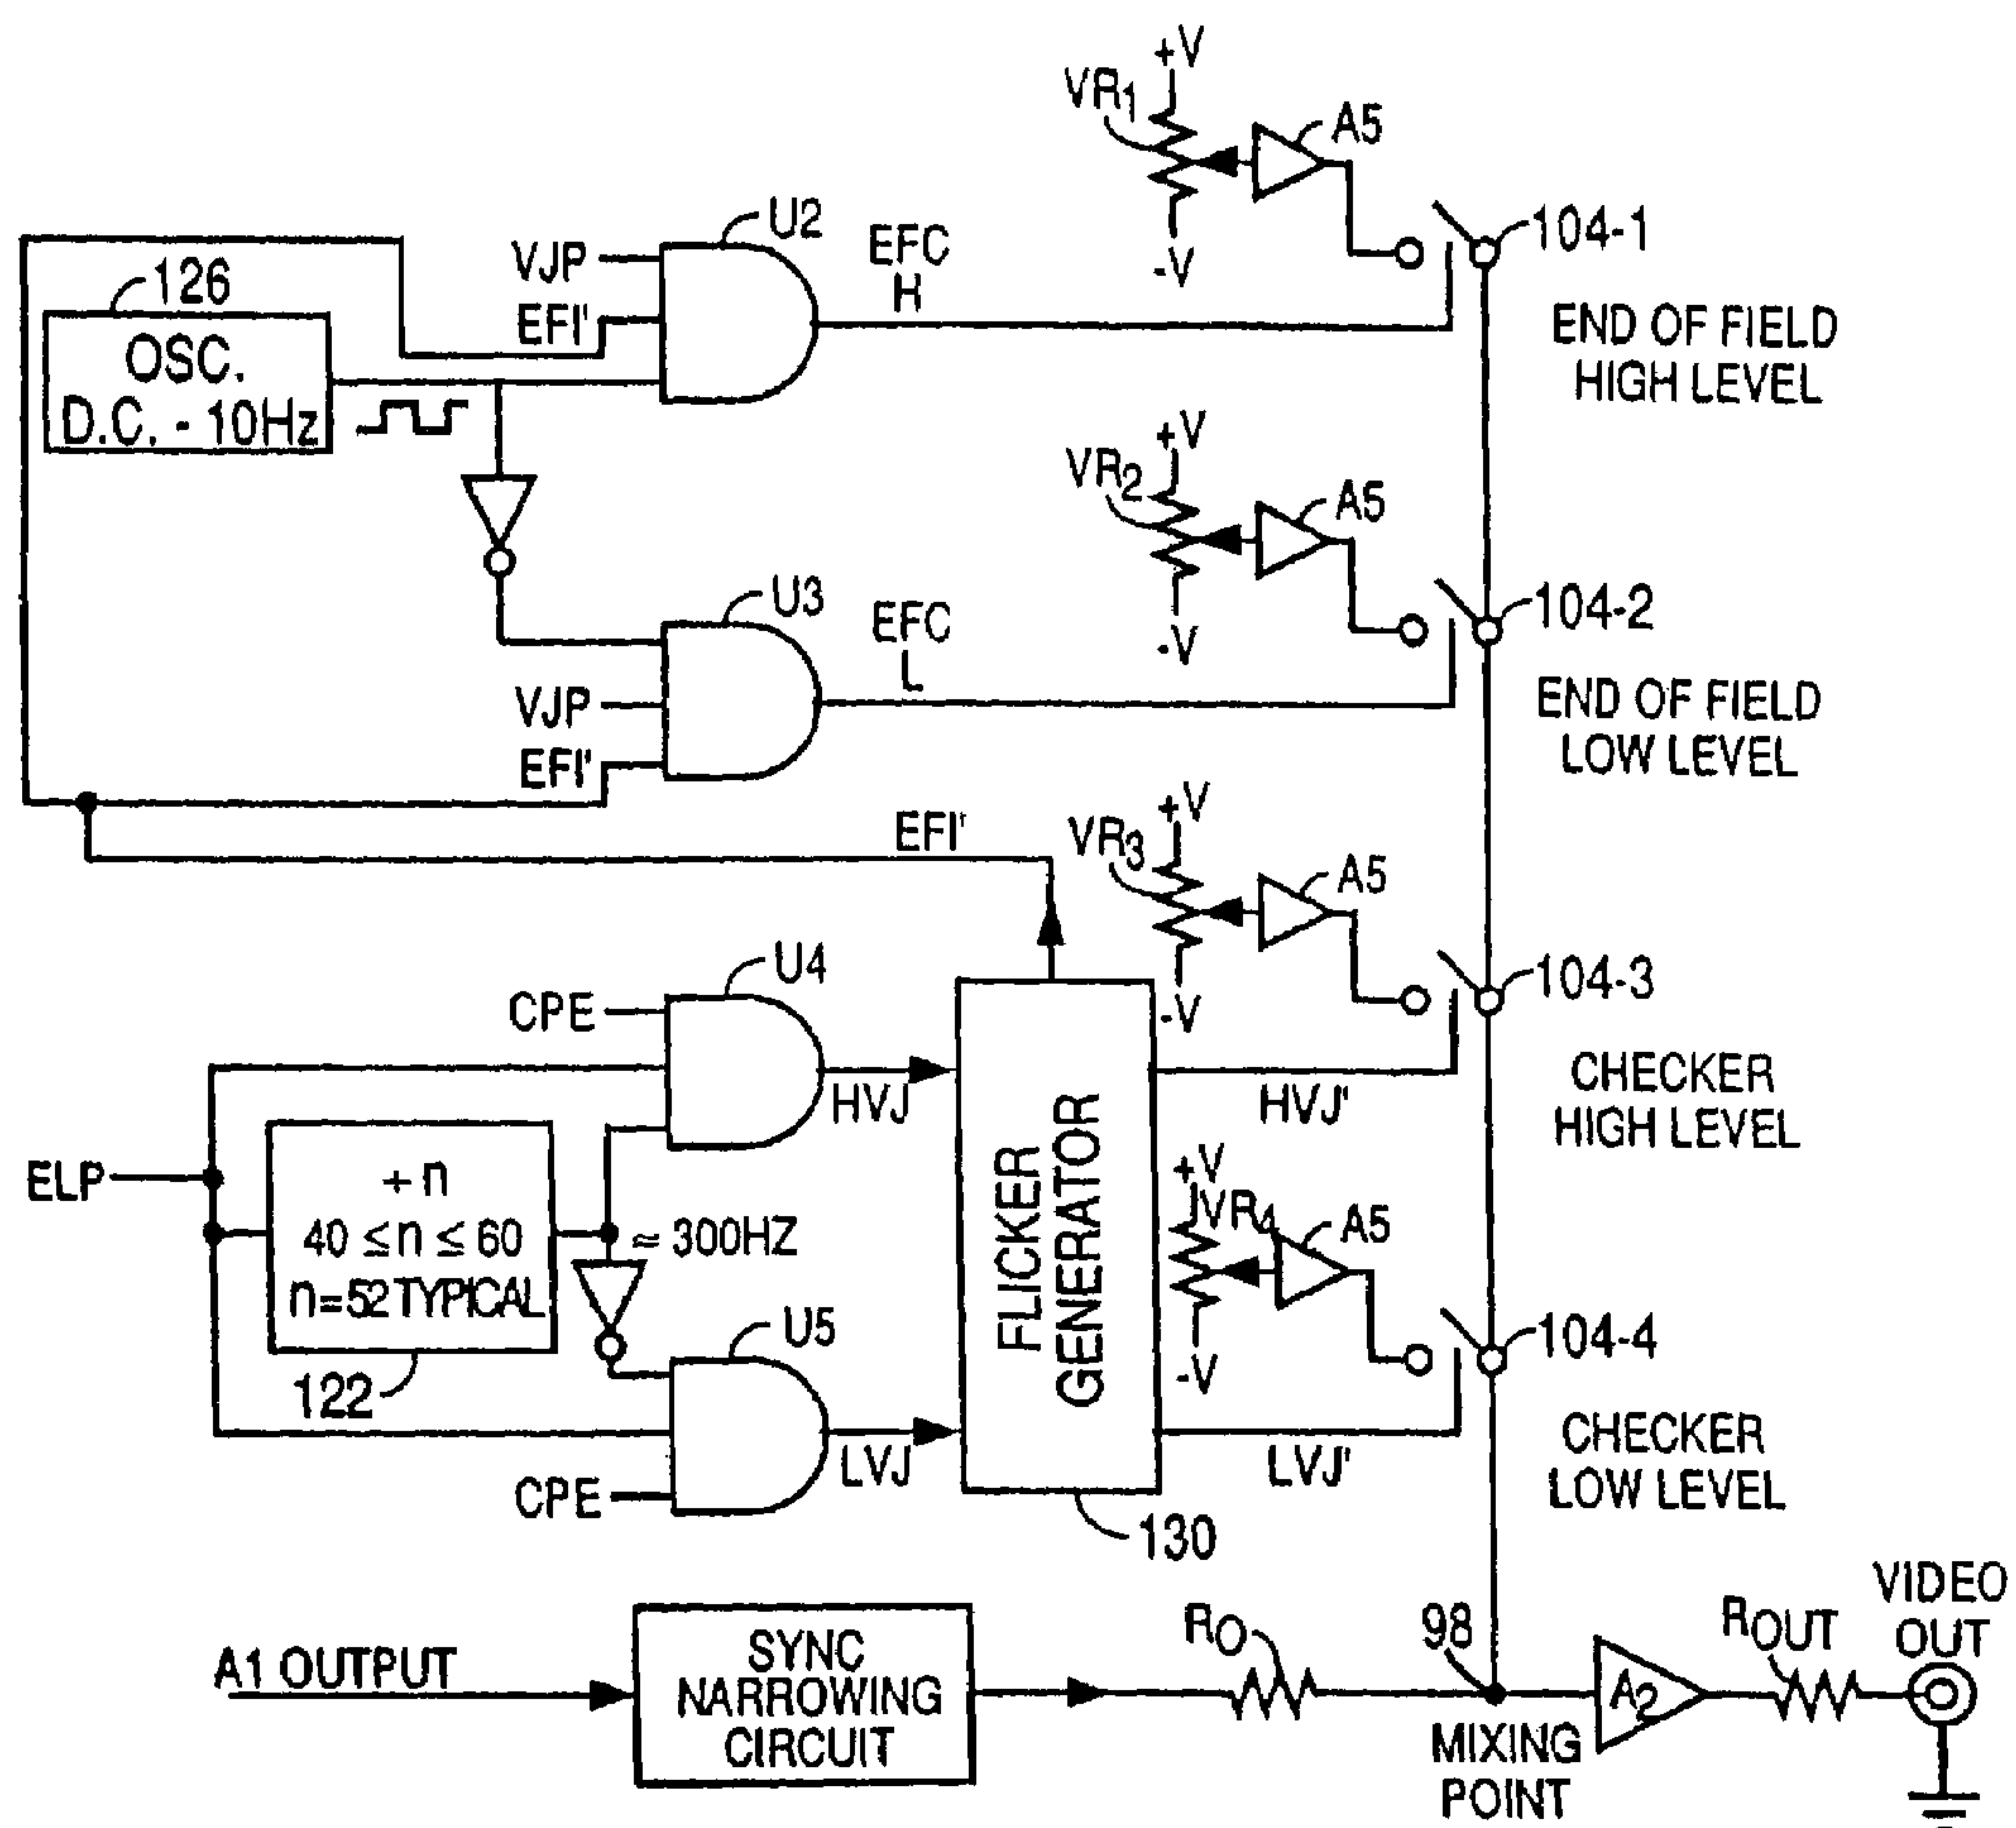 +V
VR1
A5
-V
104-1
END OF FIELD
HIGH LEVEL
U2
VJP
EFI'
EFC
H
126
OSC.
D.C. - 10Hz
+V
VR2
A5
-V
104-2
END OF FIELD
LOW LEVEL
U3
VJP
EFI'
EFC
L
EFI'
+V
VR3
A5
-V
104-3
CHECKER
HIGH LEVEL
U4
CPE
HVJ
HVJ'
ELP
+ n
40 ≤ n ≤ 60
n = 52 TYPICAL
122
≈ 300HZ
FLICKER
GENERATOR
130
+V
VR4
A5
-V
104-4
CHECKER
LOW LEVEL
U5
CPE
LVJ
LVJ'
A1 OUTPUT
SYNC
NARROWING
CIRCUIT
RO
98
MIXING
POINT
A2
ROUT
VIDEO
OUT